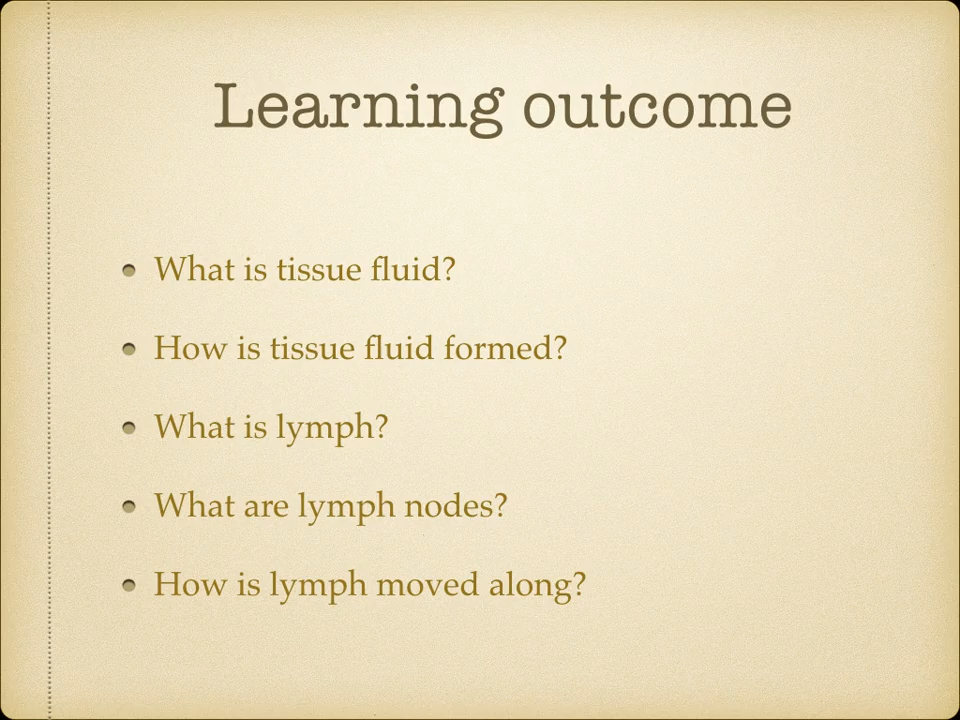 Learning outcome
What is tissue fluid?
How is tissue fluid formed?
What is lymph?
What are lymph nodes?
How is lymph moved along?